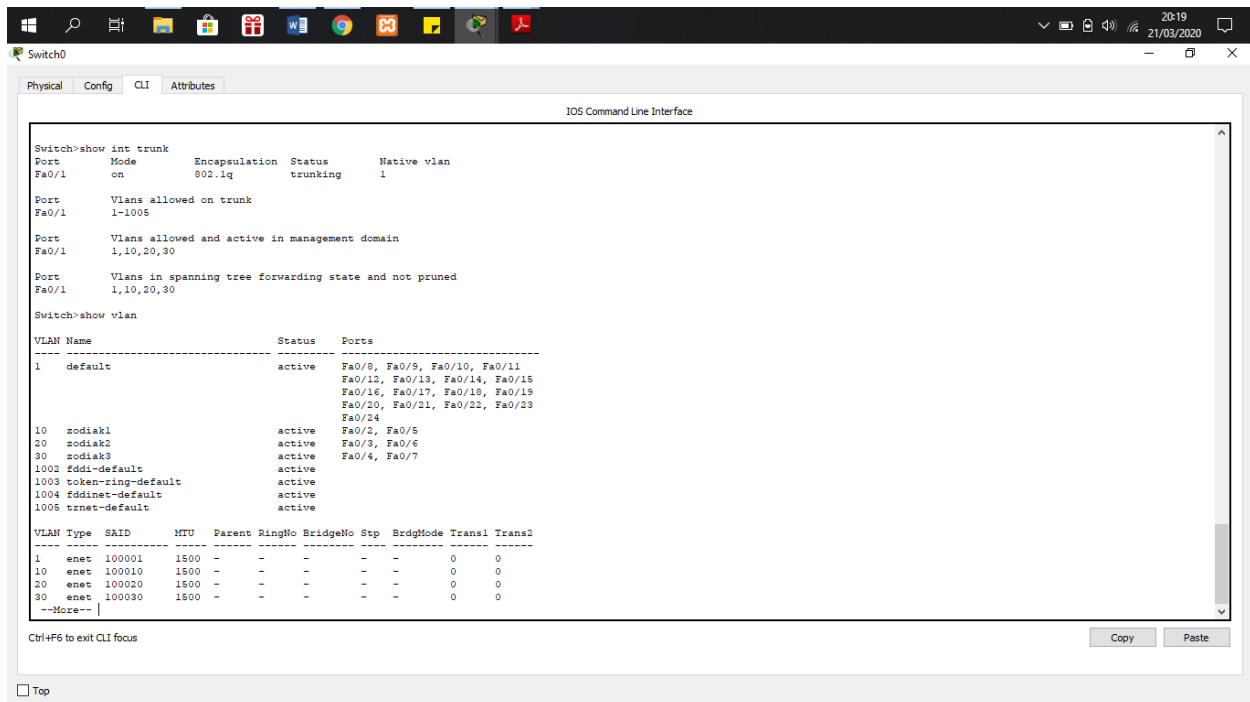 20:19
21/03/2020
Switch0
Physical Config CLI Attributes
IOS Command Line Interface
Switch>show int trunk
Port Mode Encapsulation Status Native vlan
Fa0/1 on 802.1q trunking 1
Port Vlans allowed on trunk
Fa0/1 1-1005
Port Vlans allowed and active in management domain
Fa0/1 1,10,20,30
Port Vlans in spanning tree forwarding state and not pruned
Fa0/1 1,10,20,30
Switch>show vlan
VLAN Name Status Ports
---- -------------------------------- --------- -------------------------------
1 default active Fa0/8, Fa0/9, Fa0/10, Fa0/11
Fa0/12, Fa0/13, Fa0/14, Fa0/15
Fa0/16, Fa0/17, Fa0/18, Fa0/19
Fa0/20, Fa0/21, Fa0/22, Fa0/23
Fa0/24
10 zodiak1 active Fa0/2, Fa0/5
20 zodiak2 active Fa0/3, Fa0/6
30 zodiak3 active Fa0/4, Fa0/7
1002 fddi-default active
1003 token-ring-default active
1004 fddinet-default active
1005 trnet-default active
VLAN Type SAID MTU Parent RingNo BridgeNo Stp BrdgMode Trans1 Trans2
---- ----- ---------- ----- ------ ------ -------- ---- -------- ------ ------
1 enet 100001 1500 - - - - - 0 0
10 enet 100010 1500 - - - - - 0 0
20 enet 100020 1500 - - - - - 0 0
30 enet 100030 1500 - - - - - 0 0
--More--
Ctrl+F6 to exit CLI focus
Copy Paste
Top